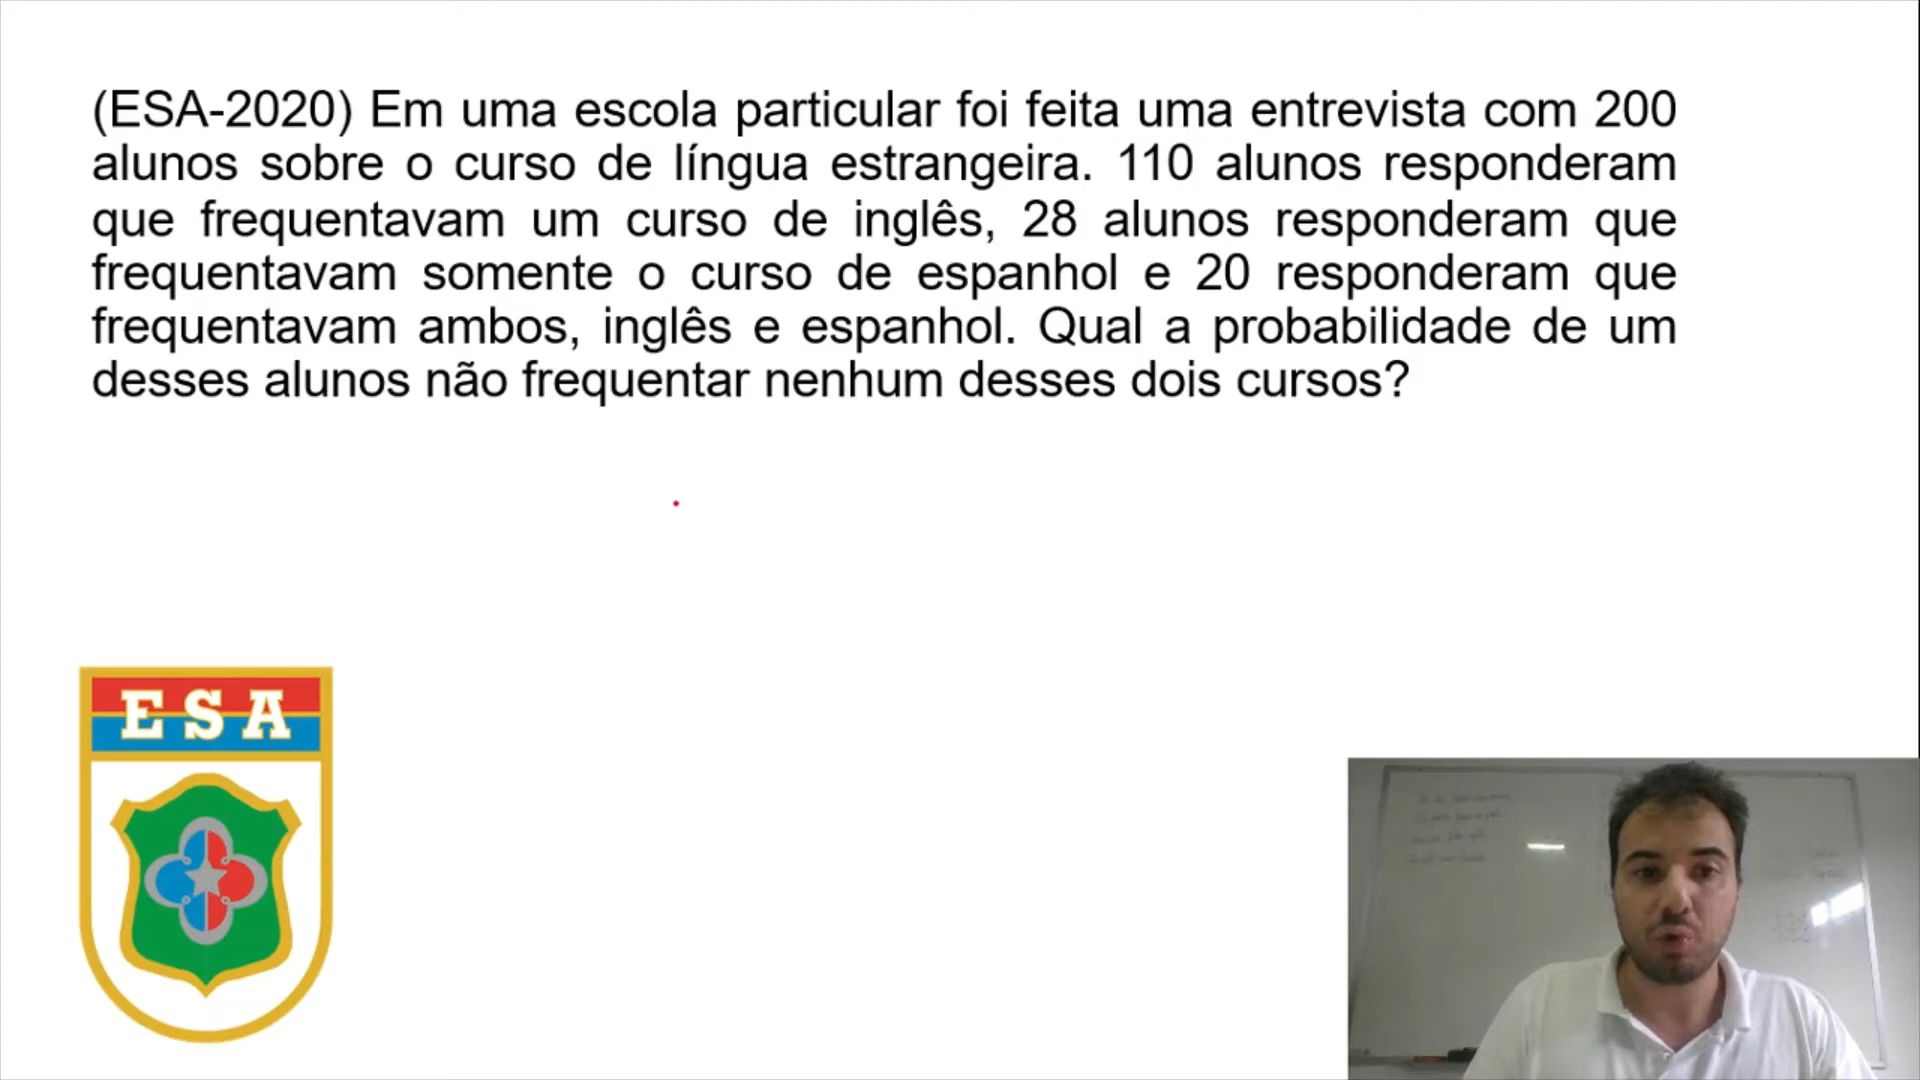 (ESA-2020) Em uma escola particular foi feita uma entrevista com 200
alunos sobre o curso de língua estrangeira. 110 alunos responderam
que frequentavam um curso de inglês, 28 alunos responderam que
frequentavam somente o curso de espanhol e 20 responderam que
frequentavam ambos, inglês e espanhol. Qual a probabilidade de um
desses alunos não frequentar nenhum desses dois cursos?
ESA